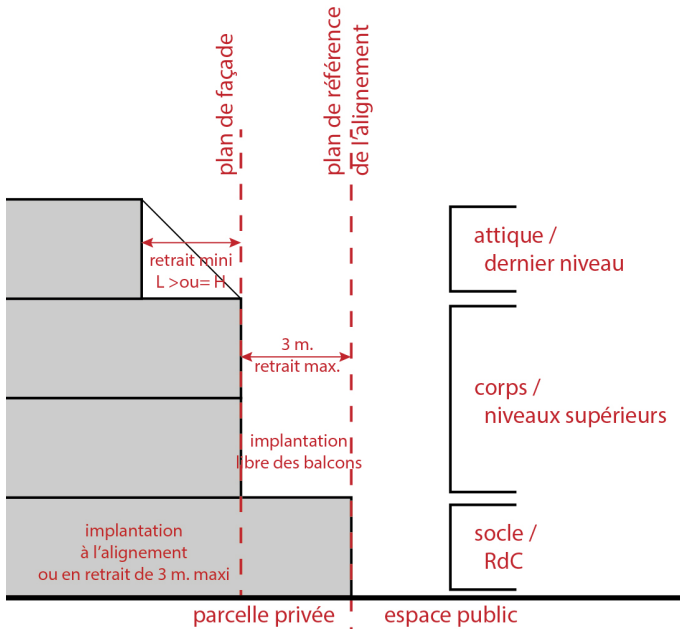 plan de façade
plan de référence
de l'alignement
retrait mini
L >ou= H
attique /
dernier niveau
3 m.
retrait max.
corps /
niveaux supérieurs
implantation
libre des balcons
implantation
à l'alignement
ou en retrait de 3 m. maxi
socle /
RdC
parcelle privée
espace public